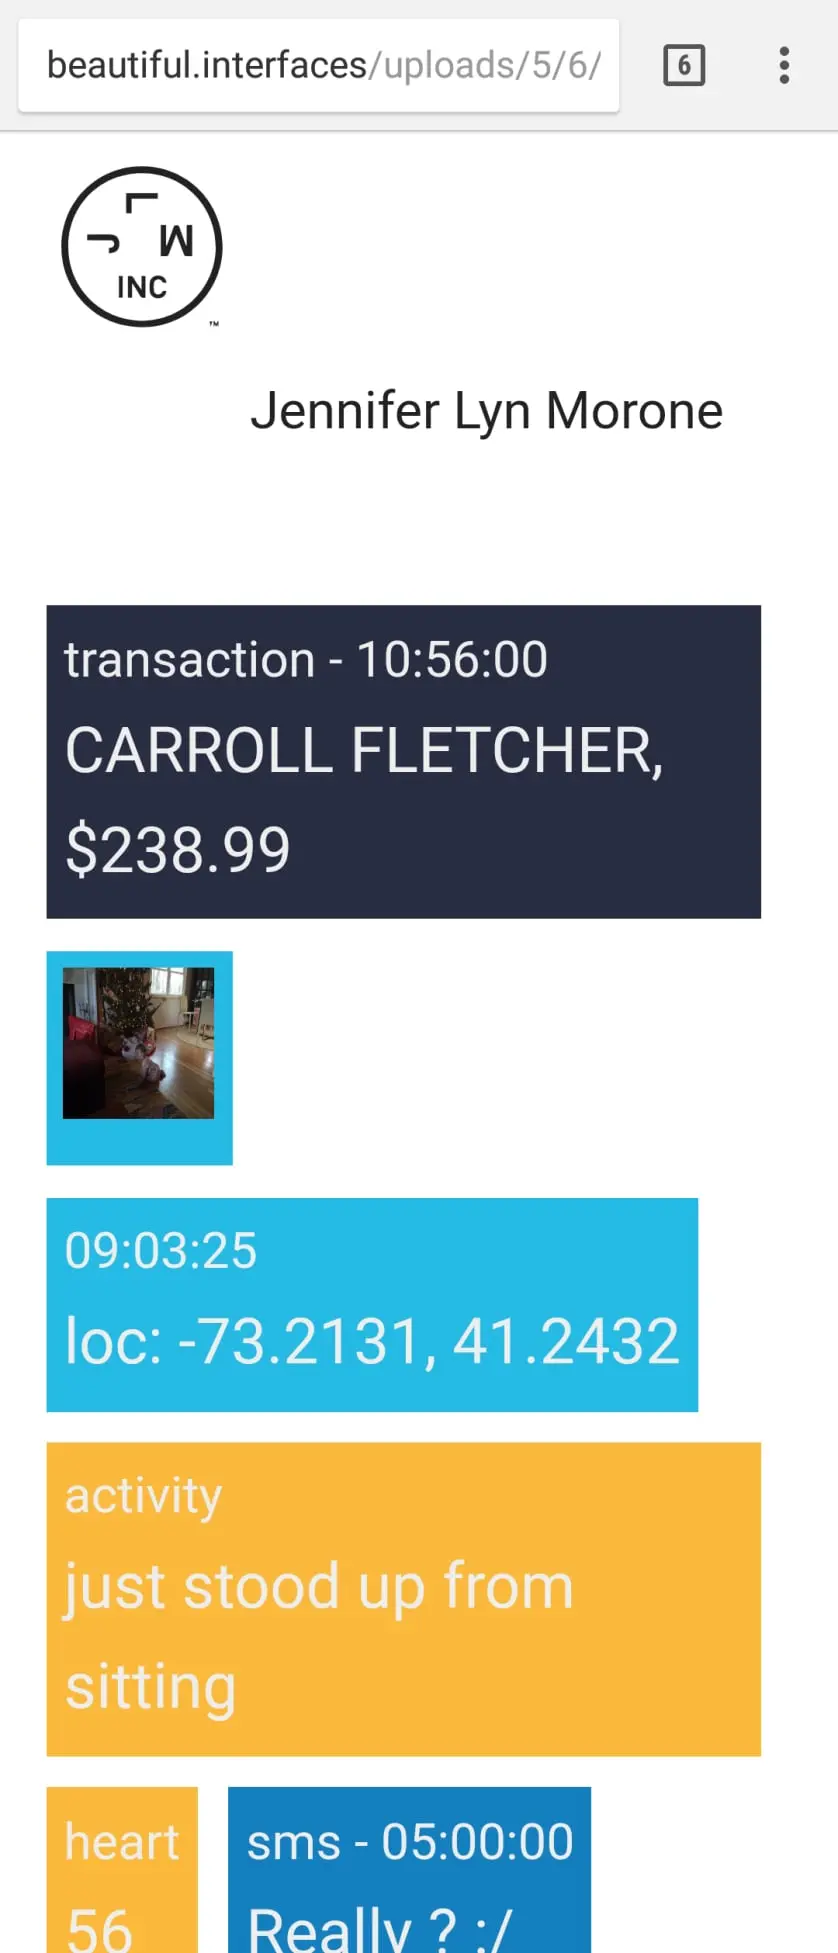 beautiful.interfaces/uploads/5/6/
6
L
J M
INC
™
Jennifer Lyn Morone
transaction - 10:56:00
CARROLL FLETCHER,
$238.99
09:03:25
loc: -73.2131, 41.2432
activity
just stood up from
sitting
heart
56
sms - 05:00:00
Really ? :/